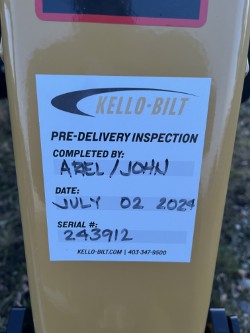 KELLO-BILT
PRE-DELIVERY INSPECTION
COMPLETED BY:
ABEL/JOHN
DATE:
JULY 02 2024
SERIAL #:
243912
KELLO-BILT.COM | 403-347-9500